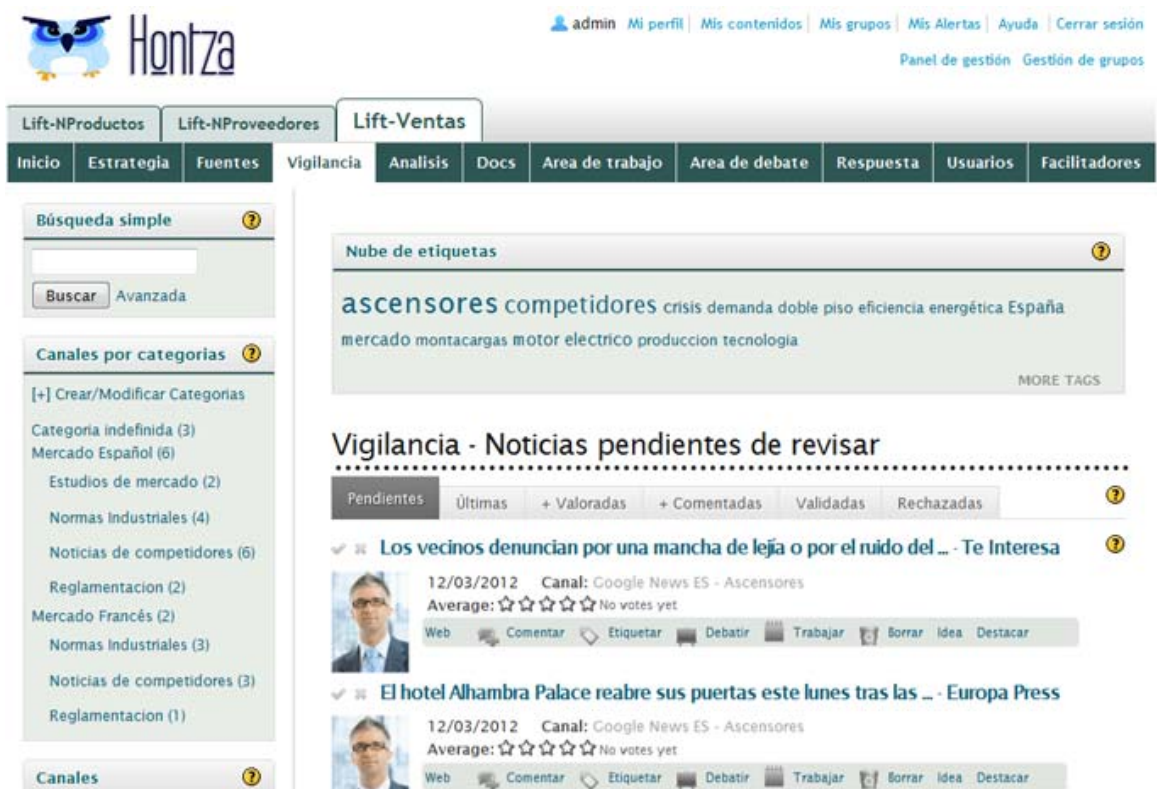 Hontza
admin Mi perfil Mis contenidos Mis grupos Mis Alertas Ayuda Cerrar sesión
Panel de gestión Gestión de grupos
Lift-NProductos Lift-NProveedores Lift-Ventas
Inicio Estrategia Fuentes Vigilancia Analisis Docs Area de trabajo Area de debate Respuesta Usuarios Facilitadores
Búsqueda simple
Buscar Avanzada
Canales por categorias
[+] Crear/Modificar Categorias
Categoria indefinida (3)
Mercado Español (6)
Estudios de mercado (2)
Normas Industriales (4)
Noticias de competidores (6)
Reglamentacion (2)
Mercado Francés (2)
Normas Industriales (3)
Noticias de competidores (3)
Reglamentacion (1)
Canales
Nube de etiquetas
ascensores competidores crisis demanda doble piso eficiencia energética España
mercado montacargas motor electrico produccion tecnologia
MORE TAGS
Vigilancia - Noticias pendientes de revisar
Pendientes Últimas + Valoradas + Comentadas Validadas Rechazadas
Los vecinos denuncian por una mancha de lejía o por el ruido del ... - Te Interesa
12/03/2012 Canal: Google News ES - Ascensores
Average: No votes yet
Web Comentar Etiquetar Debatir Trabajar Borrar Idea Destacar
El hotel Alhambra Palace reabre sus puertas este lunes tras las ... - Europa Press
12/03/2012 Canal: Google News ES - Ascensores
Average: No votes yet
Web Comentar Etiquetar Debatir Trabajar Borrar Idea Destacar